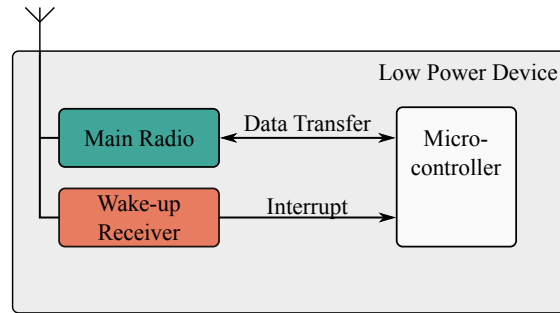 Low Power Device
Main Radio
Data Transfer
Micro-
controller
Wake-up
Receiver
Interrupt